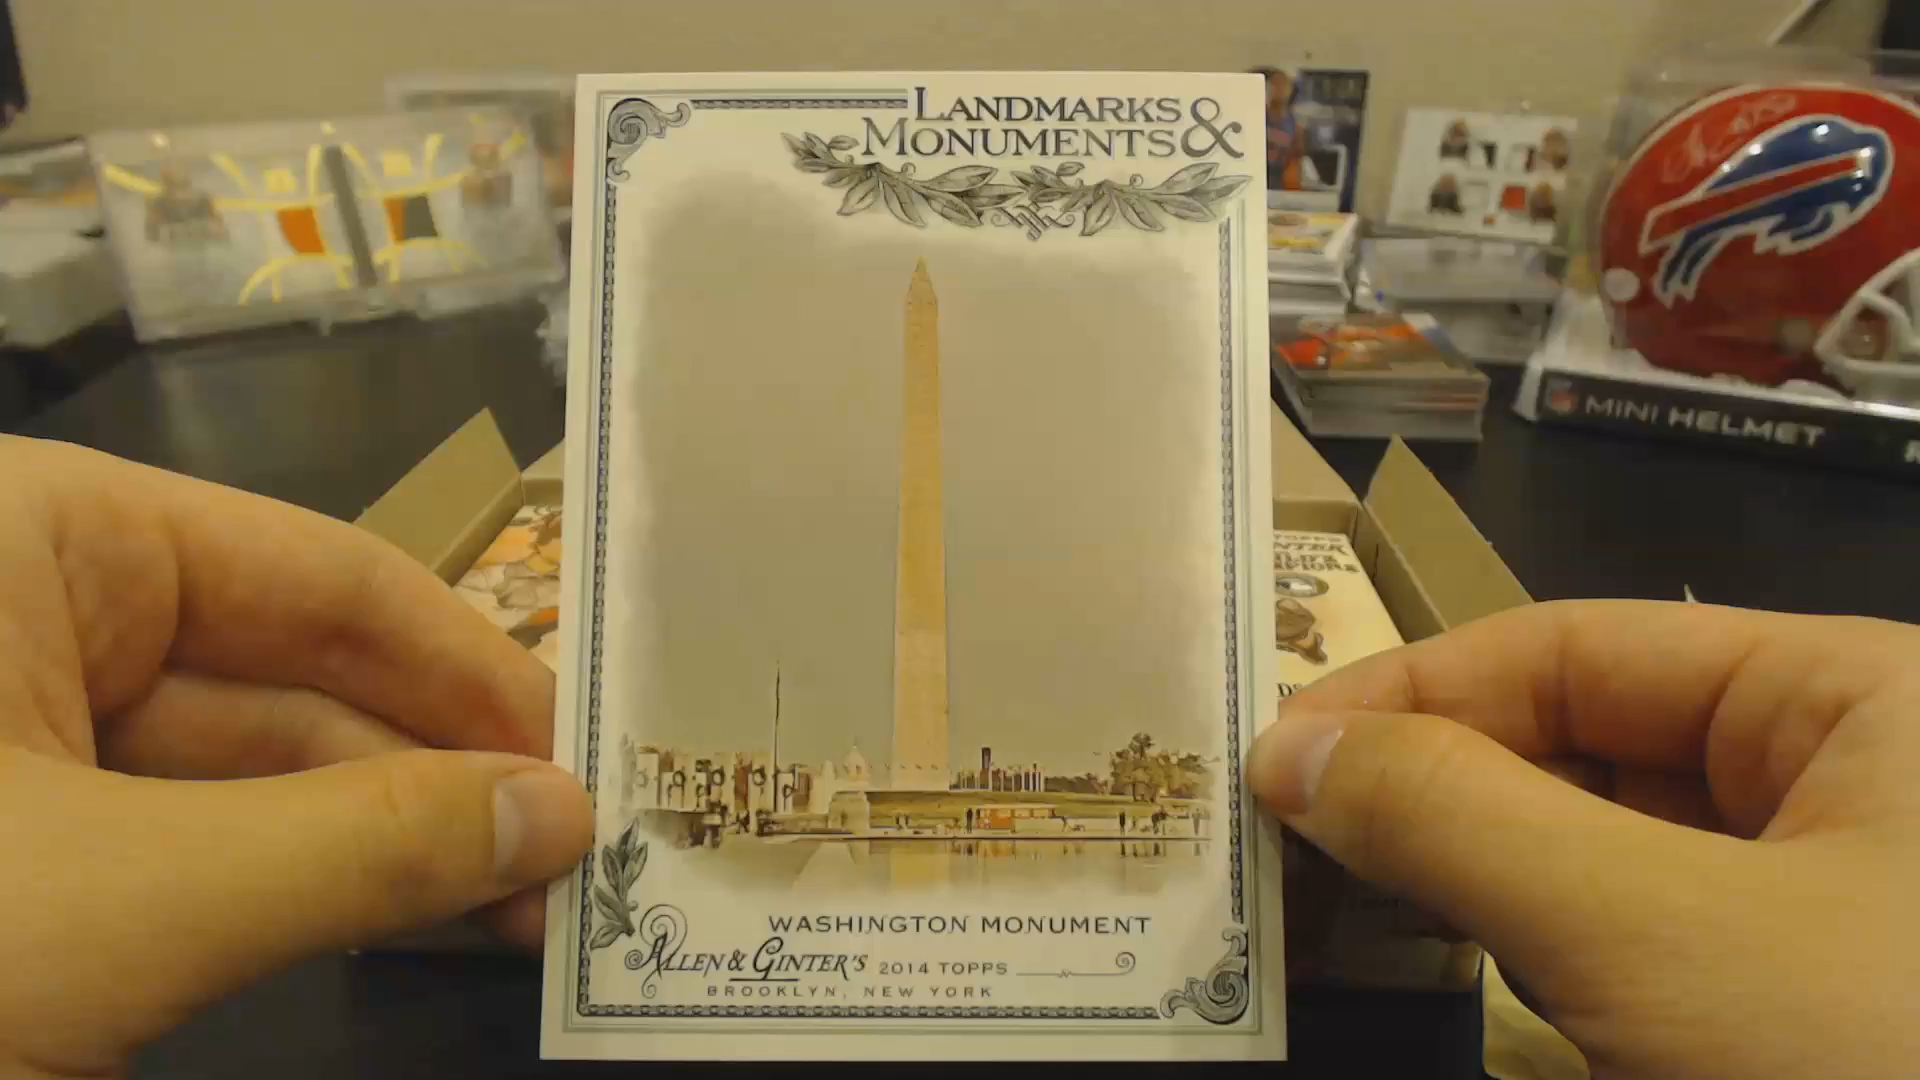 LANDMARKS
MONUMENTS &
WASHINGTON MONUMENT
ALLEN & GINTER'S 2014 TOPPS
BROOKLYN, NEW YORK
MINI HELMET